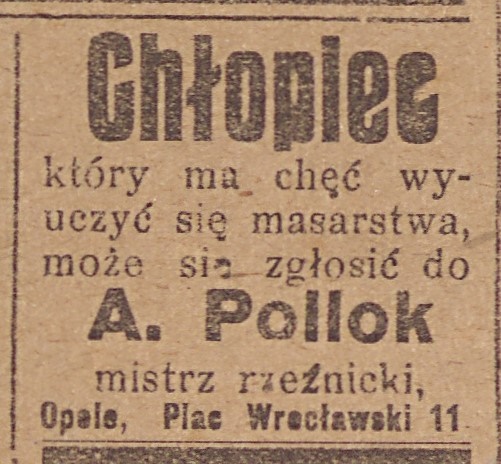 Chłopiec
który ma chęć wy-
uczyć się masarstwa,
może się zgłosić do
A. Pollok
mistrz rzeźnicki,
Opole, Plac Wrocławski 11